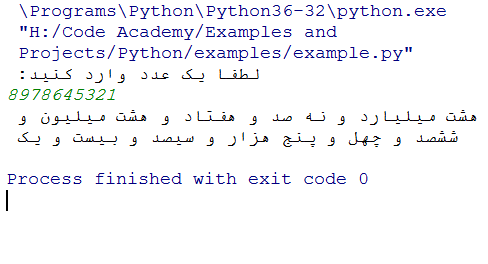 \Programs\Python\Python36-32\python.exe
"H:/Code Academy/Examples and
Projects/Python/examples/example.py"
لطفا یک عدد وارد کنید:
8978645321
هشت میلیارد و نه صد و هفتاد و هشت میلیون و
ششصد و چهل و پنج هزار و سیصد و بیست و یک
Process finished with exit code 0